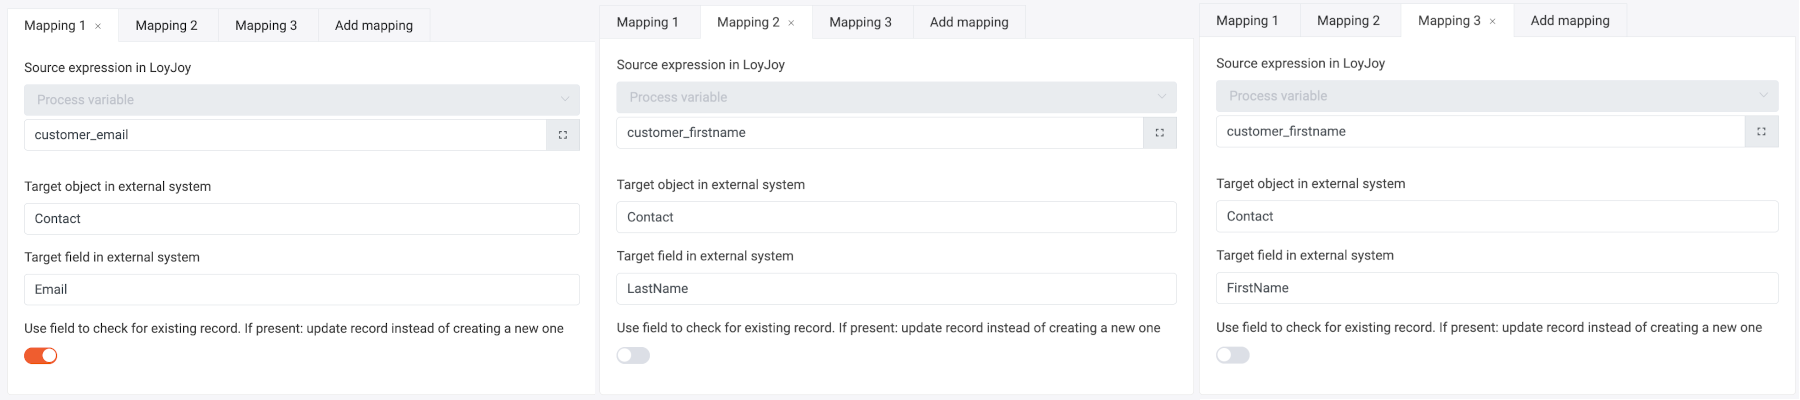 Mapping 1 ×
Mapping 2
Mapping 3
Add mapping
Source expression in LoyJoy
Process variable
customer_email
Target object in external system
Contact
Target field in external system
Email
Use field to check for existing record. If present: update record instead of creating a new one
Mapping 1
Mapping 2 ×
Mapping 3
Add mapping
Source expression in LoyJoy
Process variable
customer_firstname
Target object in external system
Contact
Target field in external system
LastName
Use field to check for existing record. If present: update record instead of creating a new one
Mapping 1
Mapping 2
Mapping 3 ×
Add mapping
Source expression in LoyJoy
Process variable
customer_firstname
Target object in external system
Contact
Target field in external system
FirstName
Use field to check for existing record. If present: update record instead of creating a new one